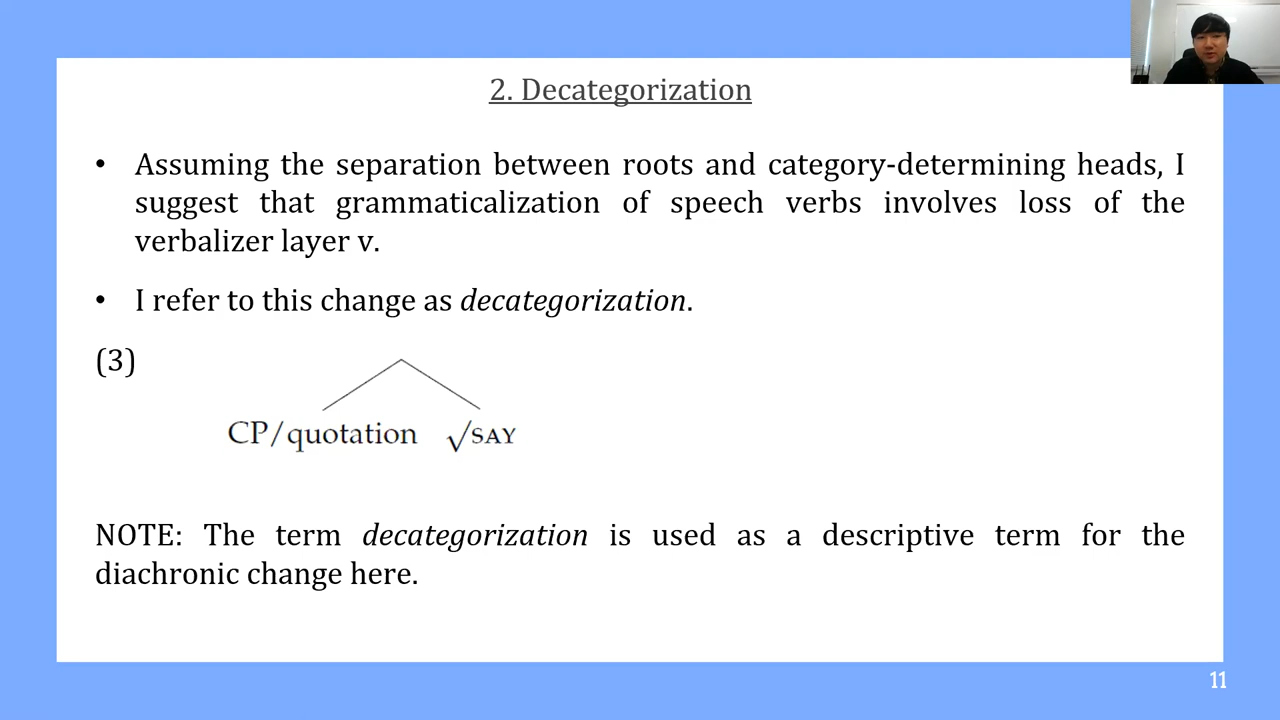 2. Decategorization
• Assuming the separation between roots and category-determining heads, I
suggest that grammaticalization of speech verbs involves loss of the
verbalizer layer v.
• I refer to this change as decategorization.
(3)
CP/quotation √SAY
NOTE: The term decategorization is used as a descriptive term for the
diachronic change here.
11